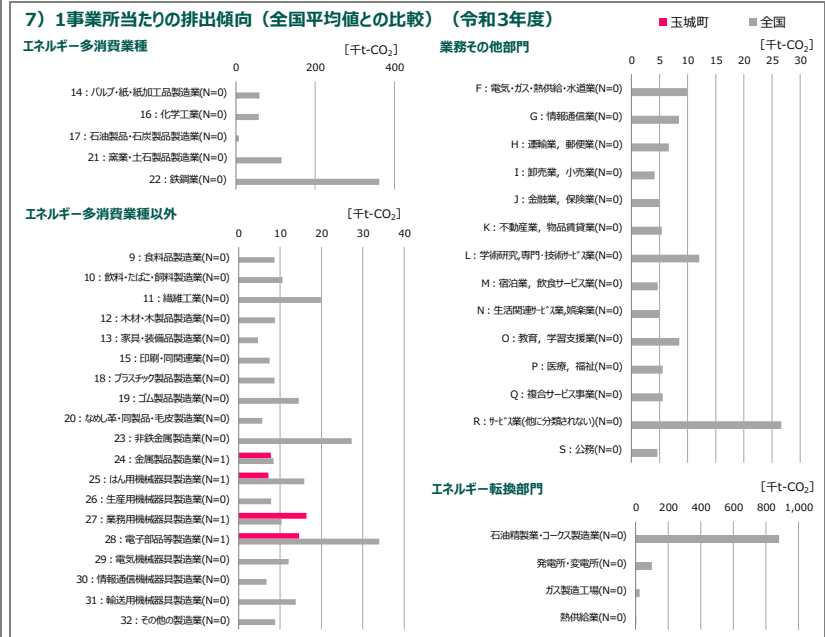 7）1事業所当たりの排出傾向（全国平均値との比較）（令和3年度）
■玉城町 ■全国
エネルギー多消費業種
［千t-CO₂］
0 200 400
14：パルプ・紙・紙加工品製造業(N=0)
16：化学工業(N=0)
17：石油製品・石炭製品製造業(N=0)
21：窯業・土石製品製造業(N=0)
22：鉄鋼業(N=0)
エネルギー多消費業種以外
［千t-CO₂］
0 10 20 30 40
9：食料品製造業(N=0)
10：飲料・たばこ・飼料製造業(N=0)
11：繊維工業(N=0)
12：木材・木製品製造業(N=0)
13：家具・装備品製造業(N=0)
15：印刷・同関連業(N=0)
18：プラスチック製品製造業(N=0)
19：ゴム製品製造業(N=0)
20：なめし革・同製品・毛皮製造業(N=0)
23：非鉄金属製造業(N=0)
24：金属製品製造業(N=1)
25：はん用機械器具製造業(N=1)
26：生産用機械器具製造業(N=0)
27：業務用機械器具製造業(N=1)
28：電子部品等製造業(N=1)
29：電気機械器具製造業(N=0)
30：情報通信機械器具製造業(N=0)
31：輸送用機械器具製造業(N=0)
32：その他の製造業(N=0)
業務その他部門
［千t-CO₂］
0 5 10 15 20 25 30
F：電気・ガス・熱供給・水道業(N=0)
G：情報通信業(N=0)
H：運輸業，郵便業(N=0)
I：卸売業，小売業(N=0)
J：金融業，保険業(N=0)
K：不動産業，物品賃貸業(N=0)
L：学術研究,専門・技術サービス業(N=0)
M：宿泊業，飲食サービス業(N=0)
N：生活関連サービス業,娯楽業(N=0)
O：教育，学習支援業(N=0)
P：医療，福祉(N=0)
Q：複合サービス事業(N=0)
R：サービス業(他に分類されない)(N=0)
S：公務(N=0)
エネルギー転換部門
［千t-CO₂］
0 200 400 600 800 1,000
石油精製業・コークス製造業(N=0)
発電所・変電所(N=0)
ガス製造工場(N=0)
熱供給業(N=0)